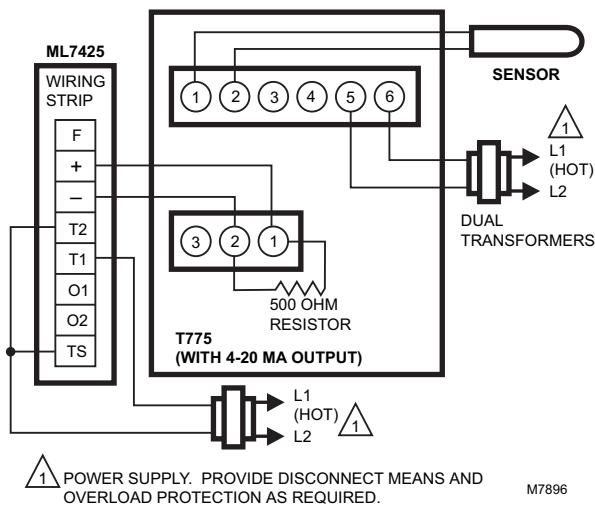 ML7425
WIRING
STRIP
F
+
–
T2
T1
O1
O2
TS
1 2 3 4 5 6
SENSOR
1
L1
(HOT)
L2
DUAL
TRANSFORMERS
3 2 1
500 OHM
RESISTOR
T775
(WITH 4-20 MA OUTPUT)
L1
(HOT)
1
L2
1 POWER SUPPLY. PROVIDE DISCONNECT MEANS AND
OVERLOAD PROTECTION AS REQUIRED.
M7896